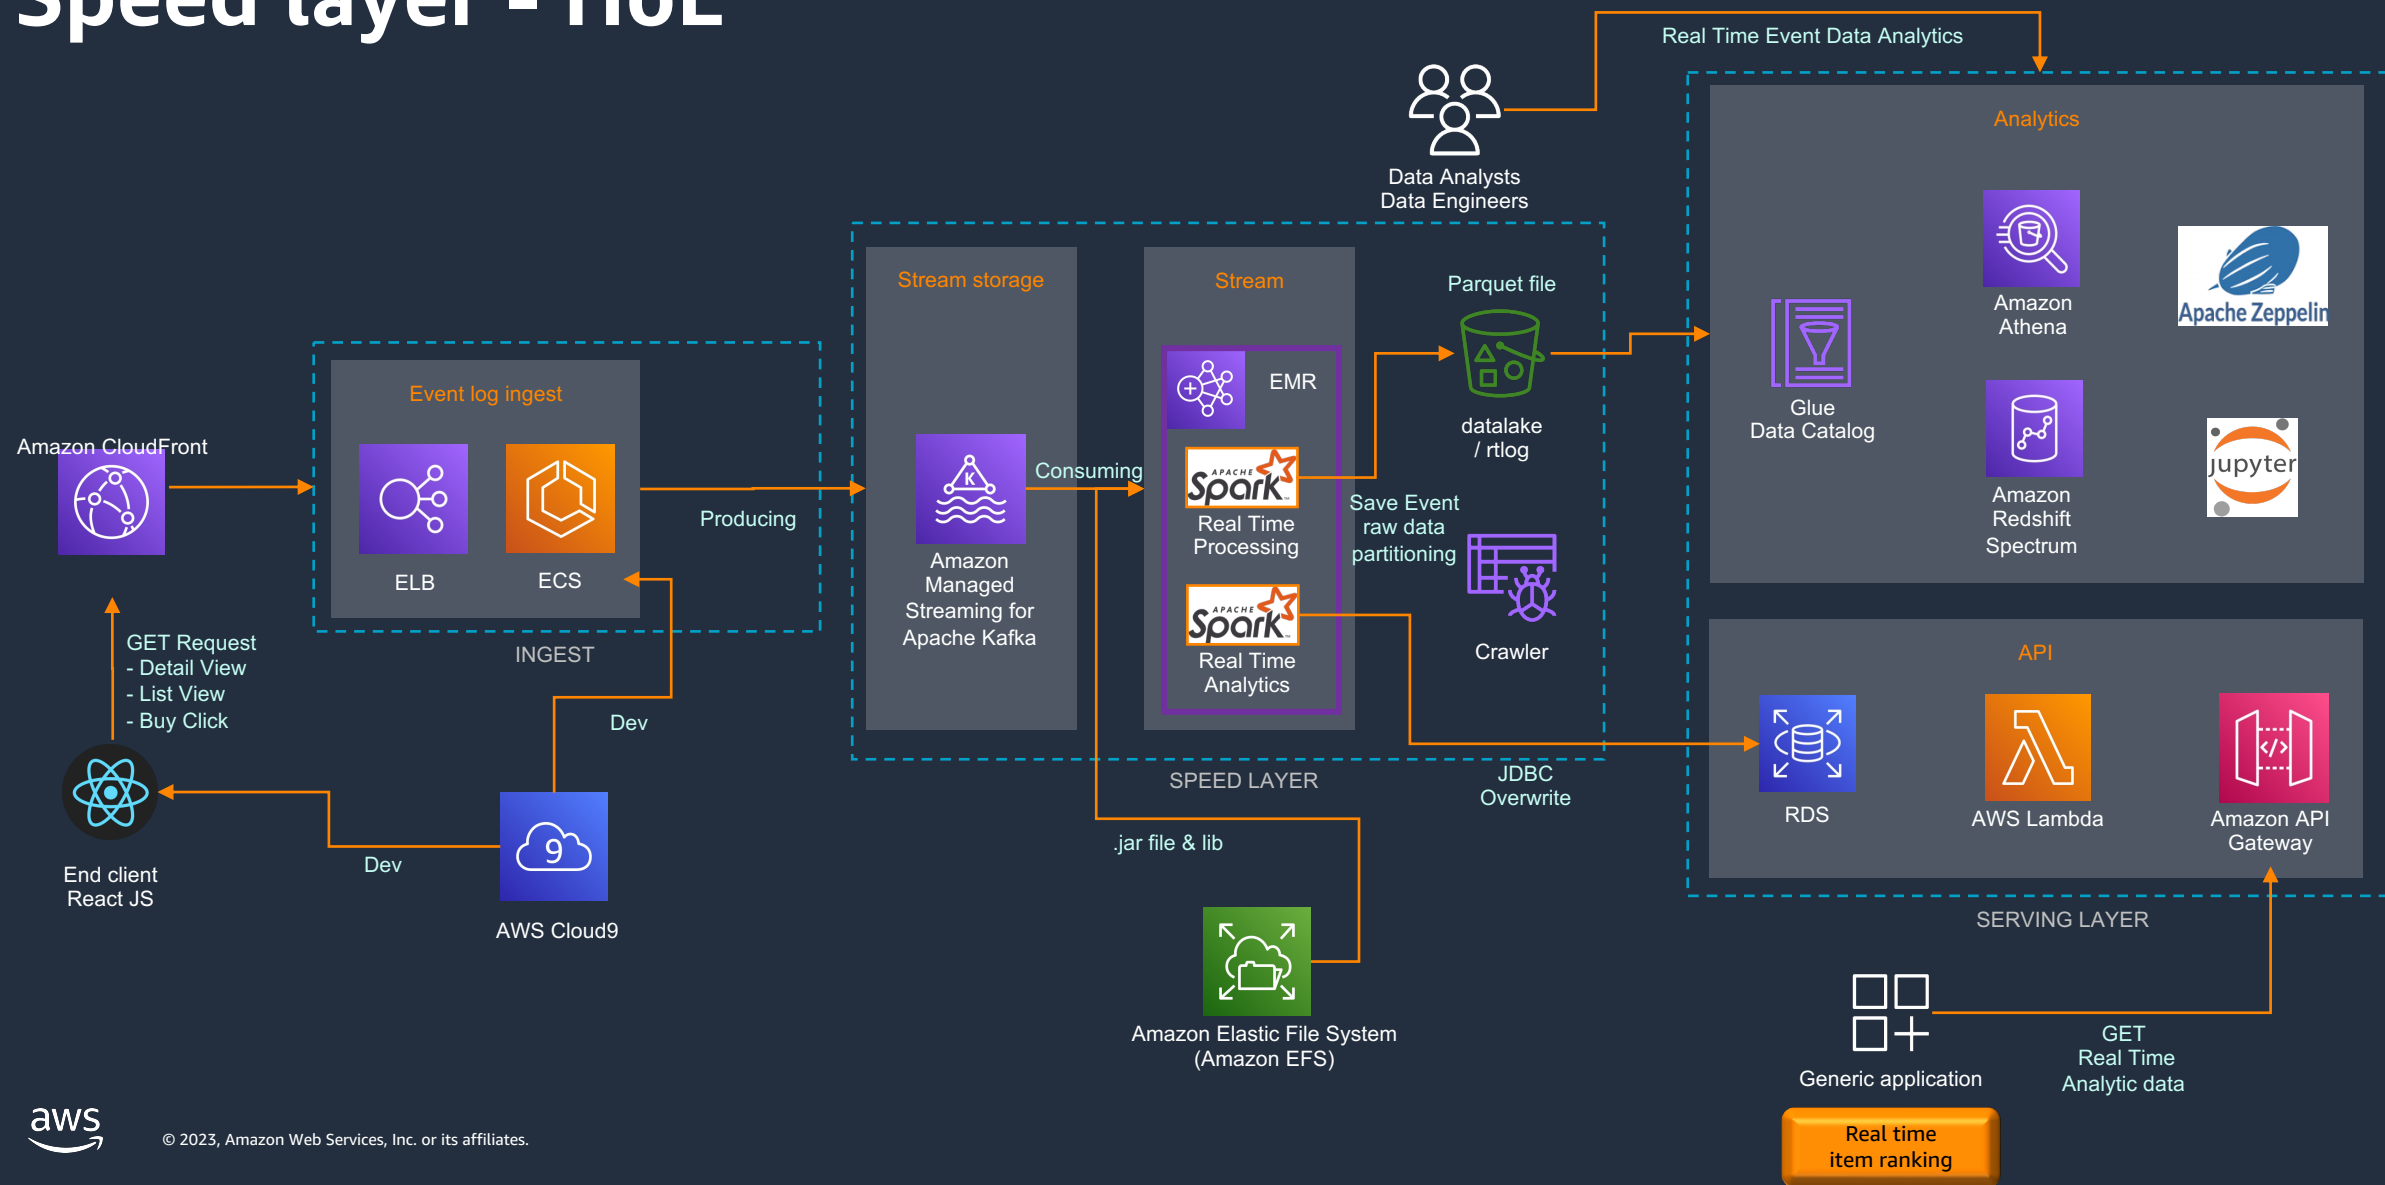 Speed layer - HoL
Real Time Event Data Analytics
Data Analysts
Data Engineers
Analytics
Amazon
Athena
Apache Zeppelin
Glue
Data Catalog
Amazon
Redshift
Spectrum
jupyter
Stream storage
Stream
Parquet file
EMR
datalake
/ rtlog
Event log ingest
Amazon CloudFront
ELB
ECS
Producing
INGEST
K
Amazon
Managed
Streaming for
Apache Kafka
Consuming
APACHE
Spark™
Real Time
Processing
APACHE
Spark™
Real Time
Analytics
Save Event
raw data
partitioning
Crawler
SPEED LAYER
JDBC
Overwrite
API
RDS
AWS Lambda
</>
Amazon API
Gateway
SERVING LAYER
GET Request
- Detail View
- List View
- Buy Click
End client
React JS
Dev
Dev
9
AWS Cloud9
.jar file & lib
Amazon Elastic File System
(Amazon EFS)
Generic application
GET
Real Time
Analytic data
Real time
item ranking
aws
© 2023, Amazon Web Services, Inc. or its affiliates.